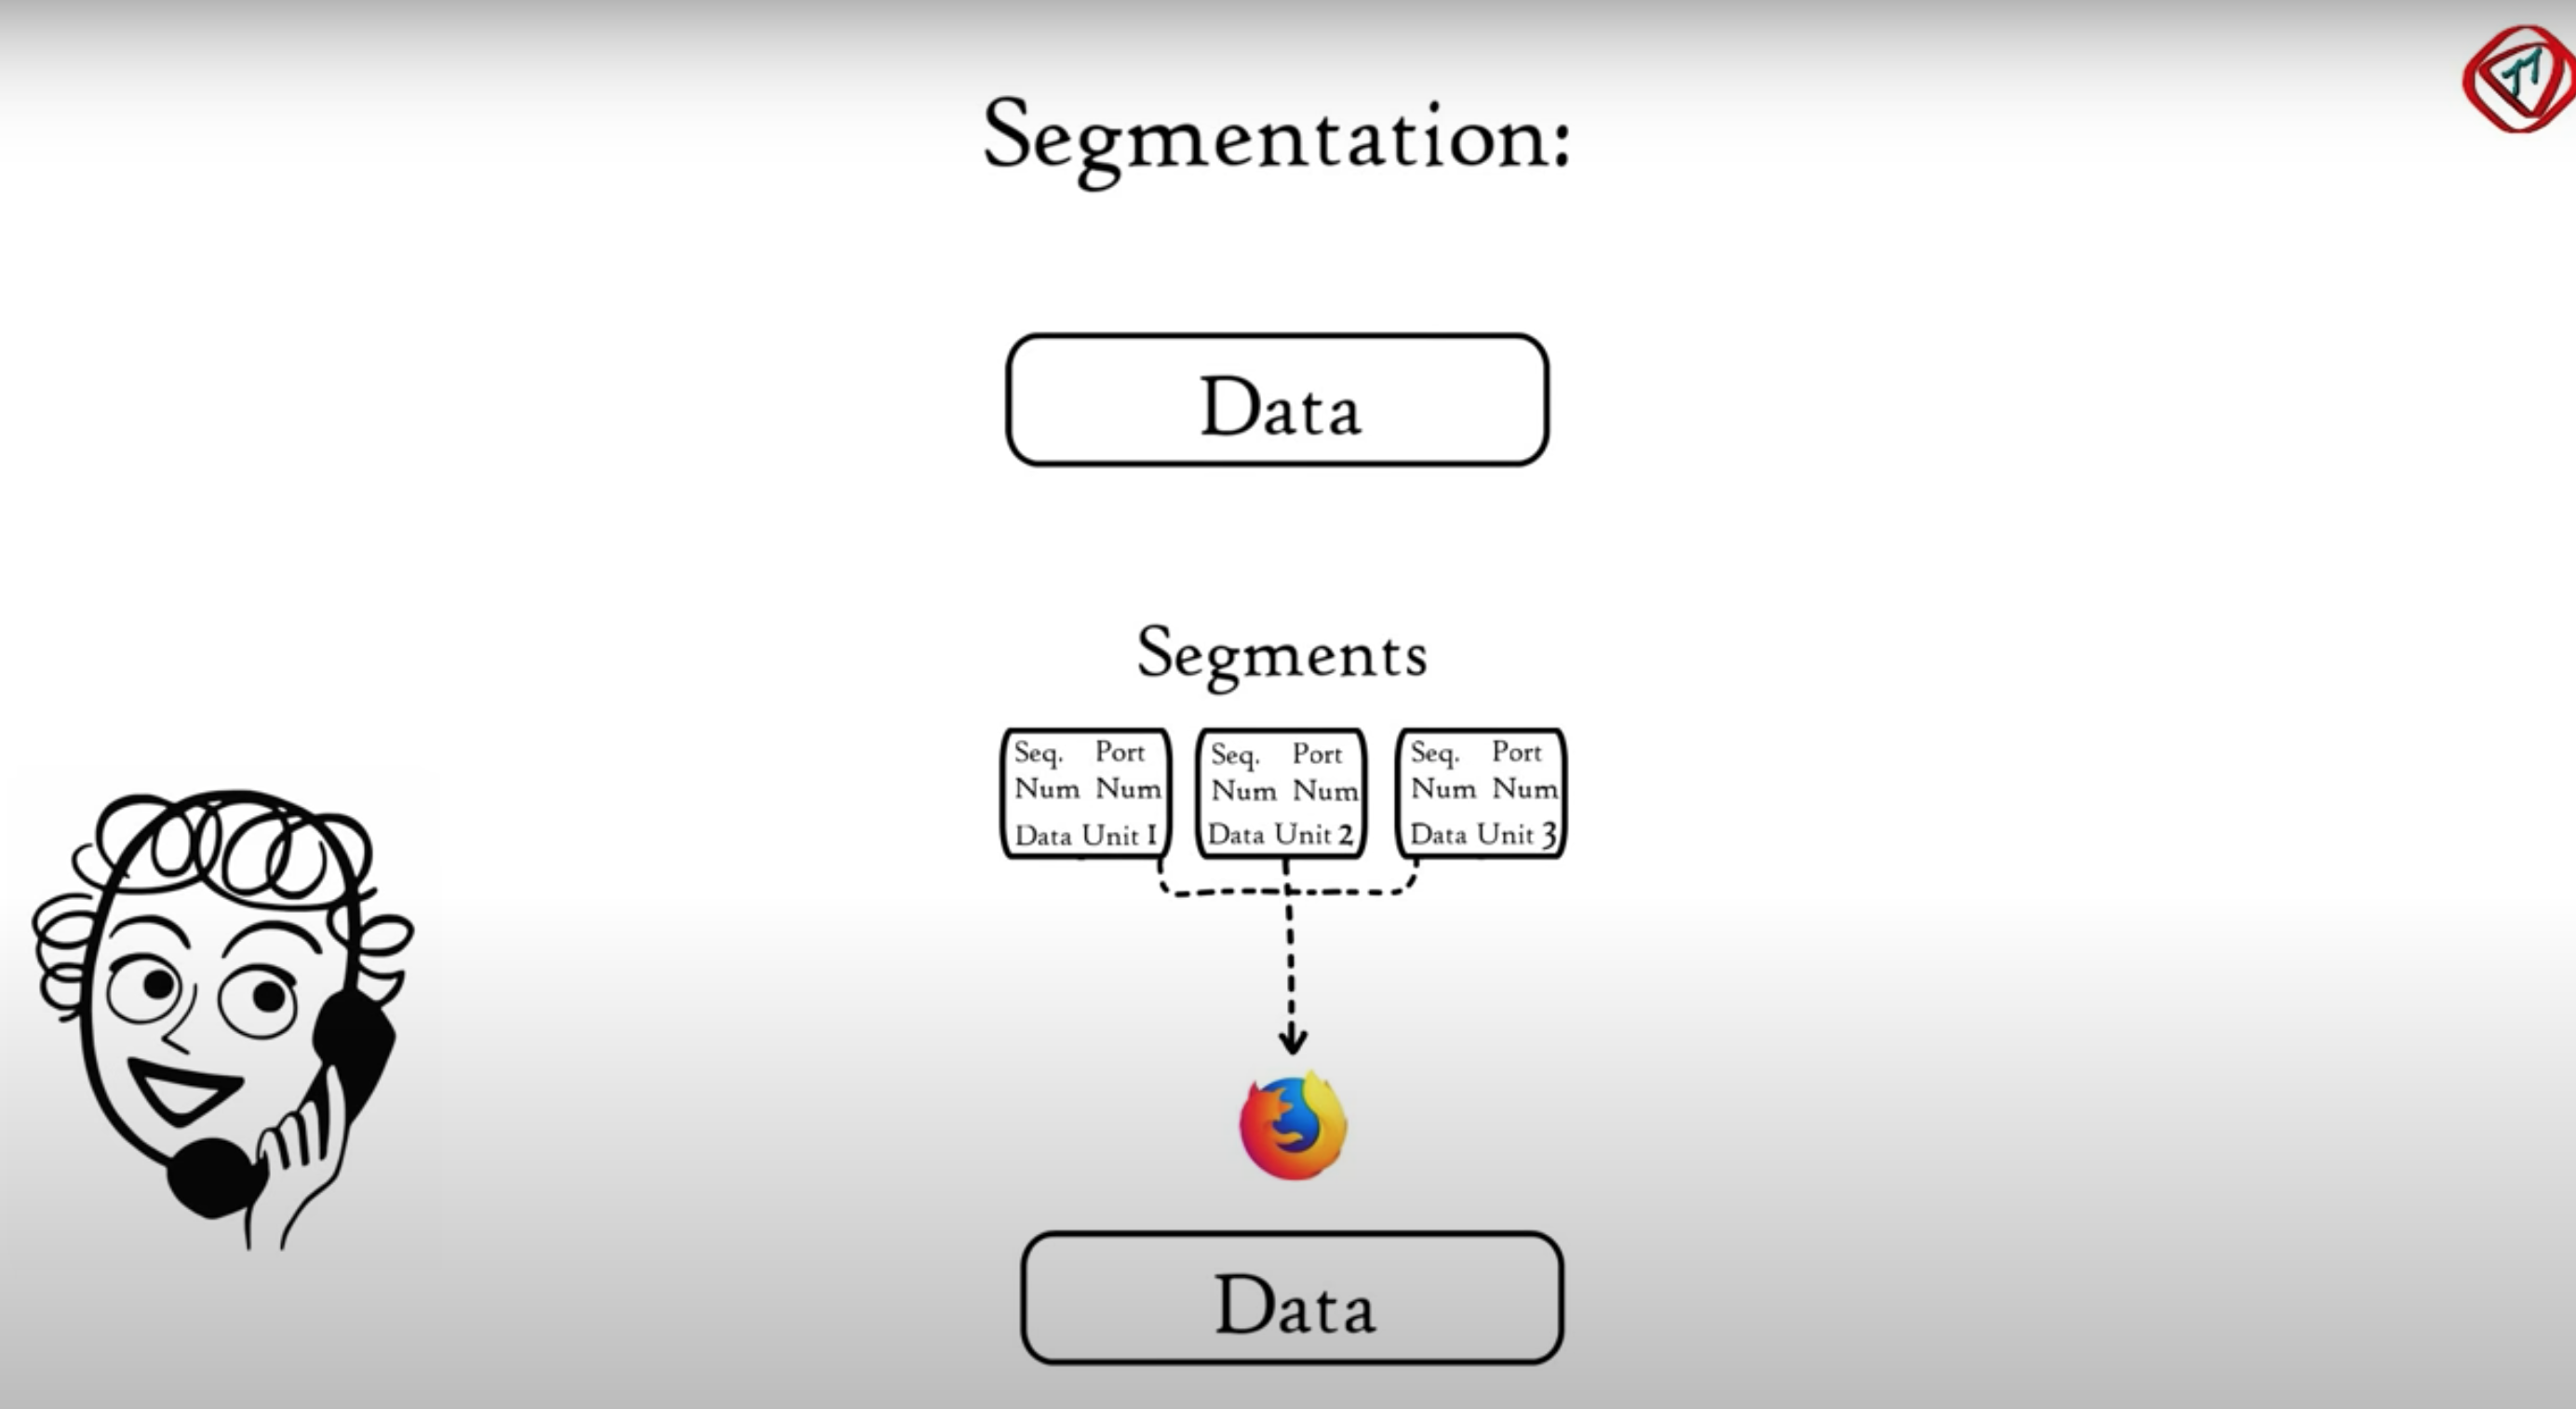 Segmentation:
Data
Segments
Seq. Port
Num Num
Data Unit 1
Seq. Port
Num Num
Data Unit 2
Seq. Port
Num Num
Data Unit 3
Data